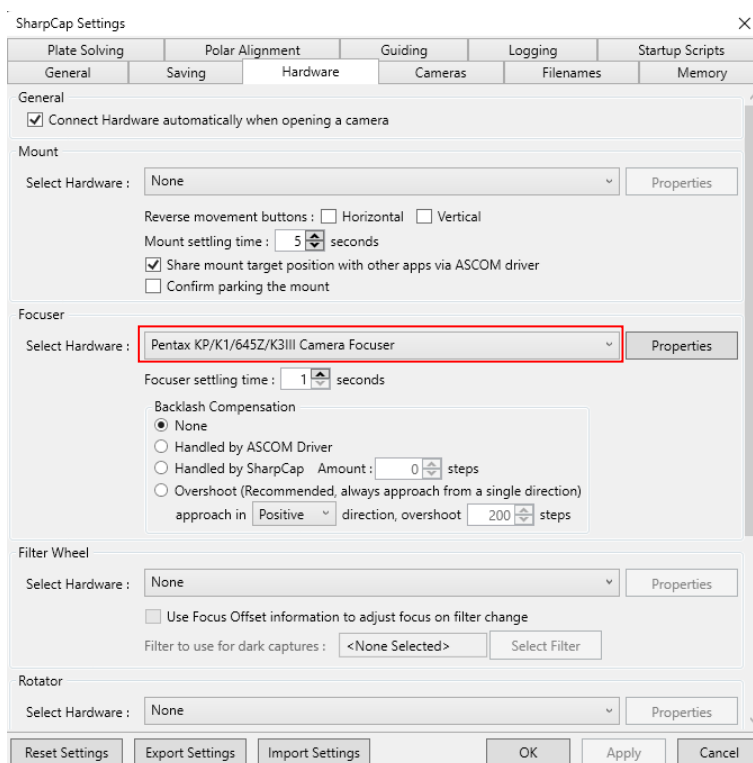 SharpCap Settings
Plate Solving Polar Alignment Guiding Logging Startup Scripts
General Saving Hardware Cameras Filenames Memory
General
Connect Hardware automatically when opening a camera
Mount
Select Hardware : None Properties
Reverse movement buttons : Horizontal Vertical
Mount settling time : 5 seconds
Share mount target position with other apps via ASCOM driver
Confirm parking the mount
Focuser
Select Hardware : Pentax KP/K1/645Z/K3III Camera Focuser Properties
Focuser settling time : 1 seconds
Backlash Compensation
None
Handled by ASCOM Driver
Handled by SharpCap Amount : 0 steps
Overshoot (Recommended, always approach from a single direction)
approach in Positive direction, overshoot 200 steps
Filter Wheel
Select Hardware : None Properties
Use Focus Offset information to adjust focus on filter change
Filter to use for dark captures : <None Selected> Select Filter
Rotator
Select Hardware : None Properties
Reset Settings Export Settings Import Settings OK Apply Cancel